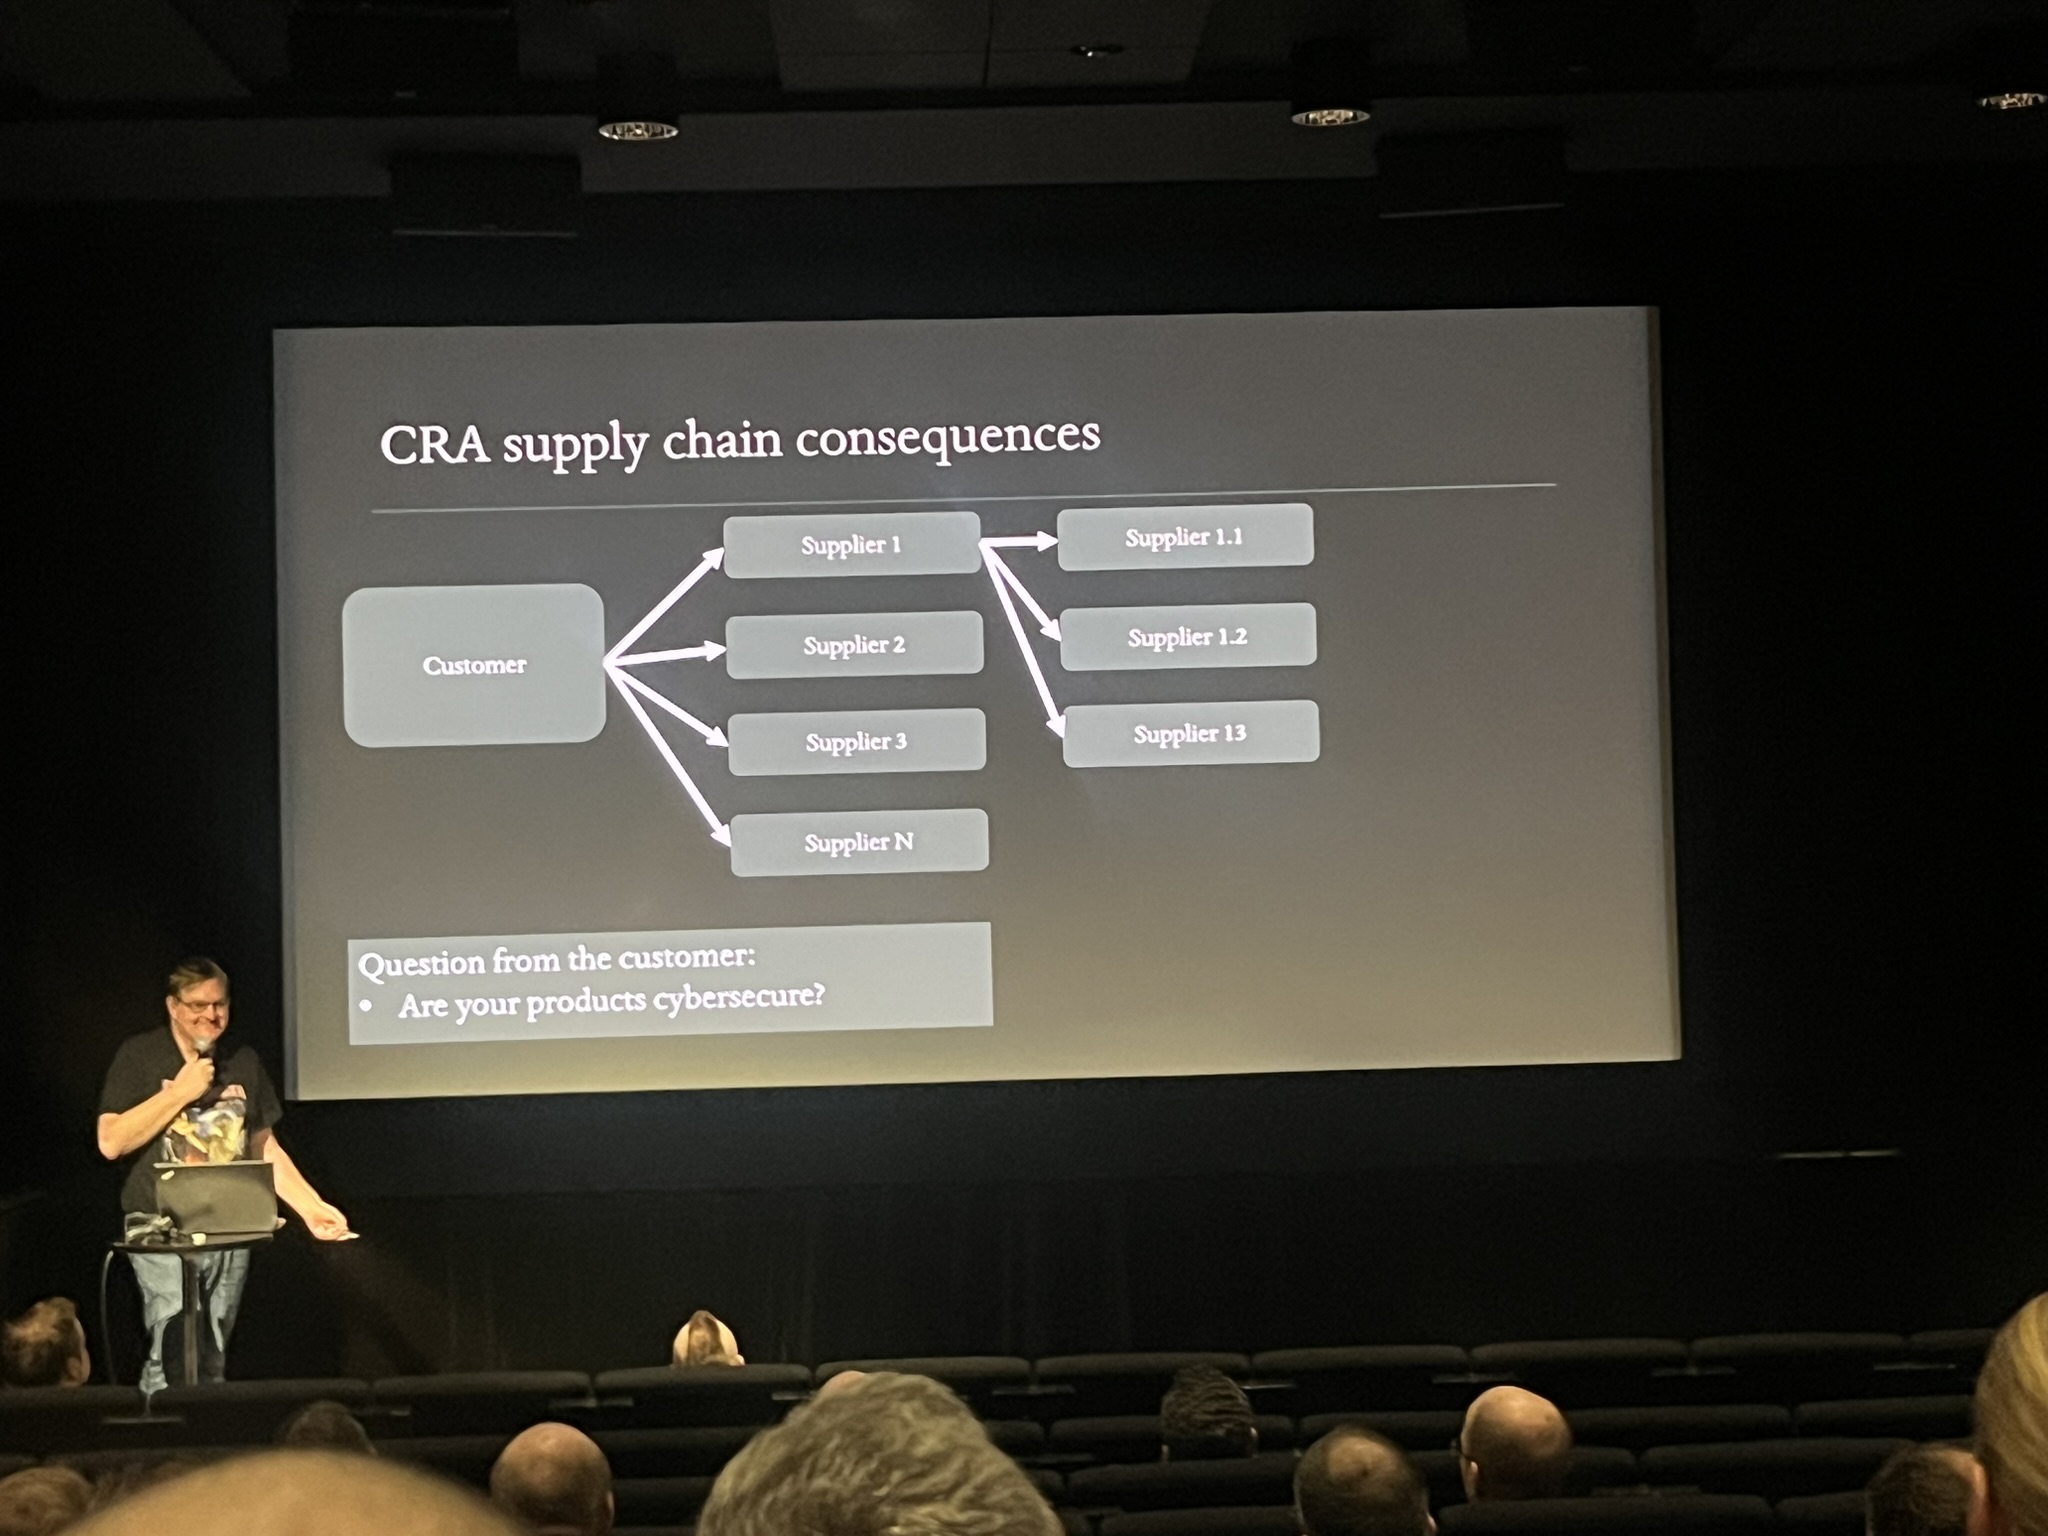 CRA supply chain consequences
Customer
Supplier 1
Supplier 2
Supplier 3
Supplier N
Supplier 1.1
Supplier 1.2
Supplier 13
Question from the customer:
• Are your products cybersecure?